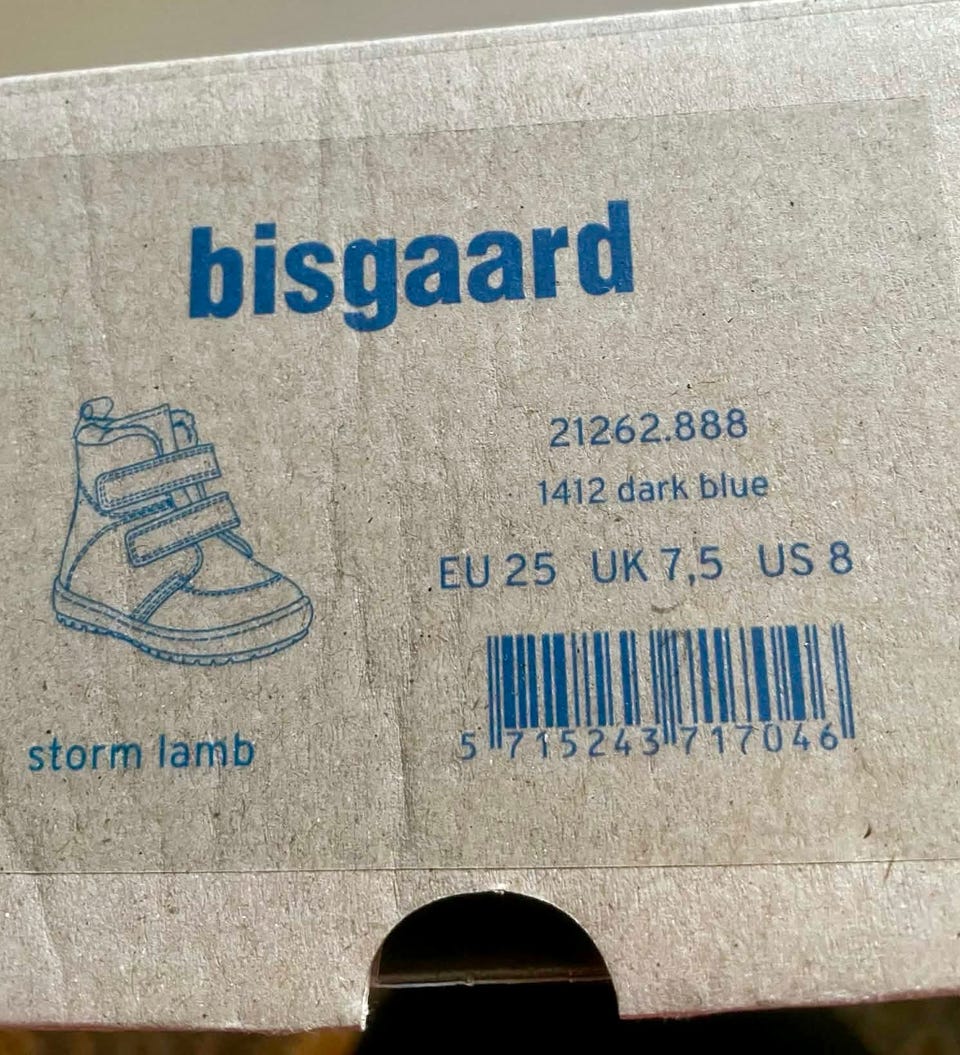 bisgaard
21262.888
1412 dark blue
EU 25 UK 7,5 US 8
5 715243 717046
storm lamb